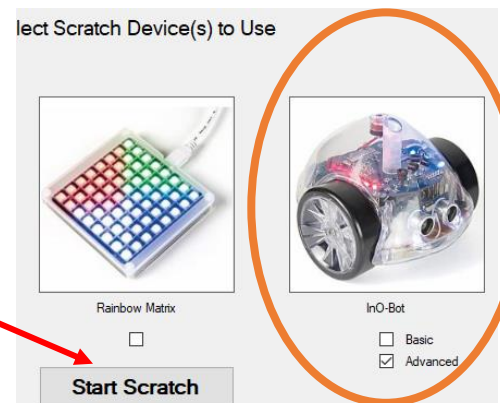 lect Scratch Device(s) to Use
Rainbow Matrix
InO-Bot
Basic
Advanced
Start Scratch